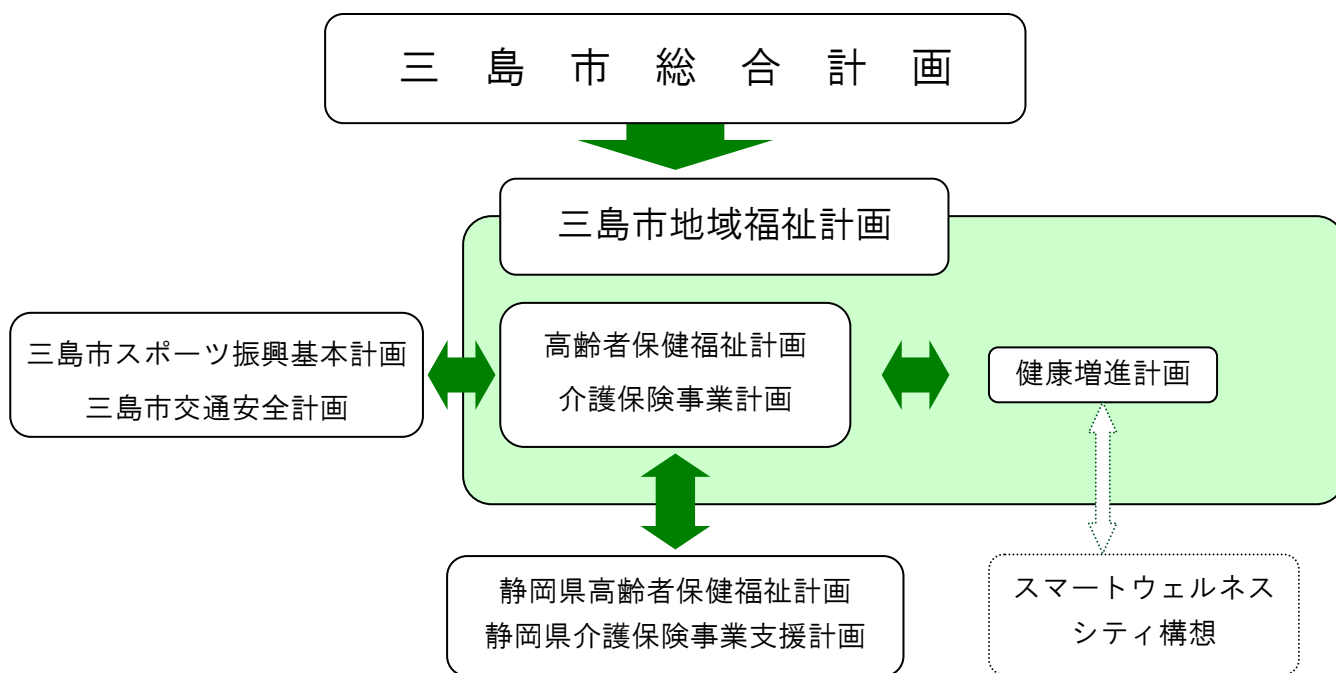 三島市総合計画
三島市地域福祉計画
三島市スポーツ振興基本計画
三島市交通安全計画
高齢者保健福祉計画
介護保険事業計画
健康増進計画
静岡県高齢者保健福祉計画
静岡県介護保険事業支援計画
スマートウェルネス
シティ構想